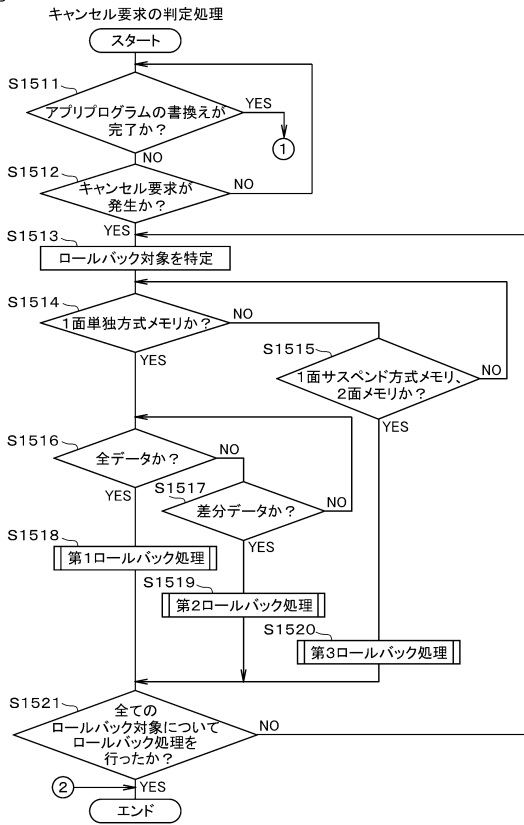 キャンセル要求の判定処理
スタート
S1511
アプリプログラムの書換えが
完了か？
YES
①
NO
S1512
キャンセル要求が
発生か？
NO
YES
S1513
ロールバック対象を特定
S1514
1面単独方式メモリか？
NO
YES
S1515
1面サスペンド方式メモリ、
2面メモリか？
NO
YES
S1516
全データか？
NO
YES
S1517
差分データか？
NO
YES
S1518
第1ロールバック処理
S1519
第2ロールバック処理
S1520
第3ロールバック処理
S1521
全ての
ロールバック対象について
ロールバック処理を
行ったか？
NO
②
YES
エンド